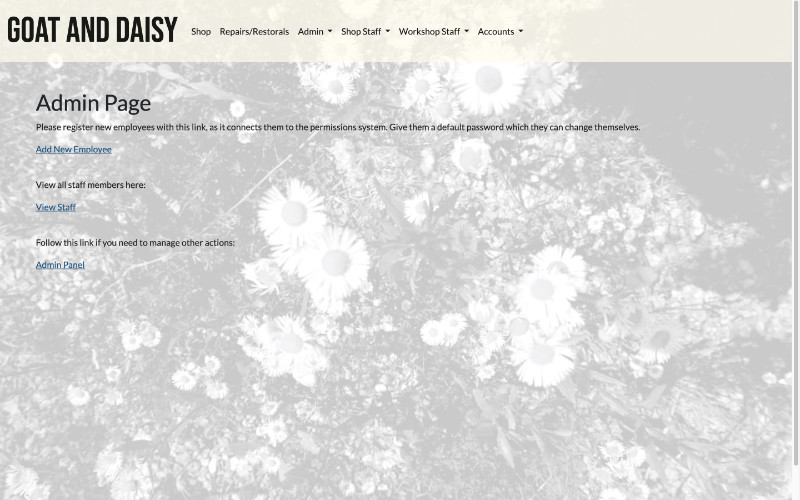 GOAT AND DAISY
Shop Repairs/Restorals Admin Shop Staff Workshop Staff Accounts
Admin Page
Please register new employees with this link, as it connects them to the permissions system. Give them a default password which they can change themselves.
Add New Employee
View all staff members here:
View Staff
Follow this link if you need to manage other actions:
Admin Panel